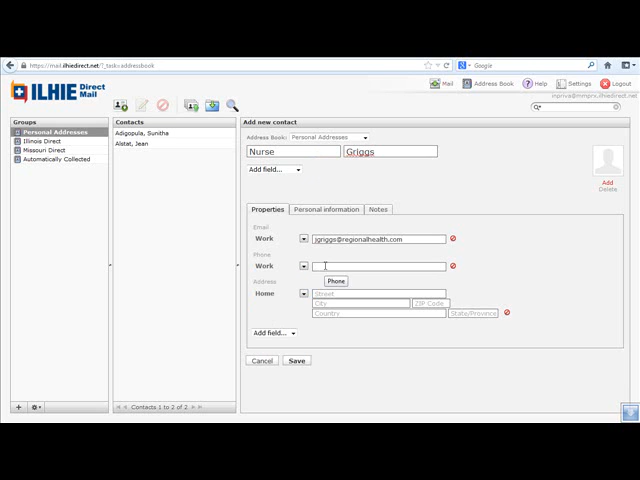 https://mail.ilhiedirect.net/?_task=addressbook
Google
ILHIE Direct Mail
Mail
Address Book
Help
Settings
Logout
Groups
Personal Addresses
Illinois Direct
Missouri Direct
Automatically Collected
Contacts
Adigopula, Sunitha
Alstat, Jean
Contacts 1 to 2 of 2
Add new contact
Address Book: Personal Addresses
Nurse Griggs
Add field...
Add
Delete
Properties
Personal information
Notes
Email
Work jgriggs@regionalhealth.com
Phone
Work
Phone
Address
Home Street
City ZIP Code
Country State/Province
Add field...
Cancel
Save